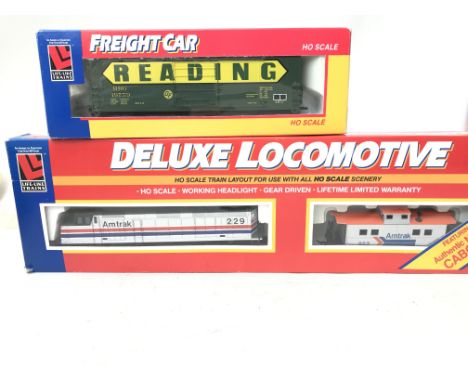 FREIGHT CAR
HO SCALE
LIFE-LIKE
TRAINS
READING
HO SCALE
DELUXE LOCOMOTIVE
HO SCALE TRAIN LAYOUT FOR USE WITH ALL HO SCALE SCENERY
· HO SCALE · WORKING HEADLIGHT · GEAR DRIVEN · LIFETIME LIMITED WARRANTY
LIFE-LIKE
TRAINS
Amtrak
229
Amtrak
FEATURING
Authentic